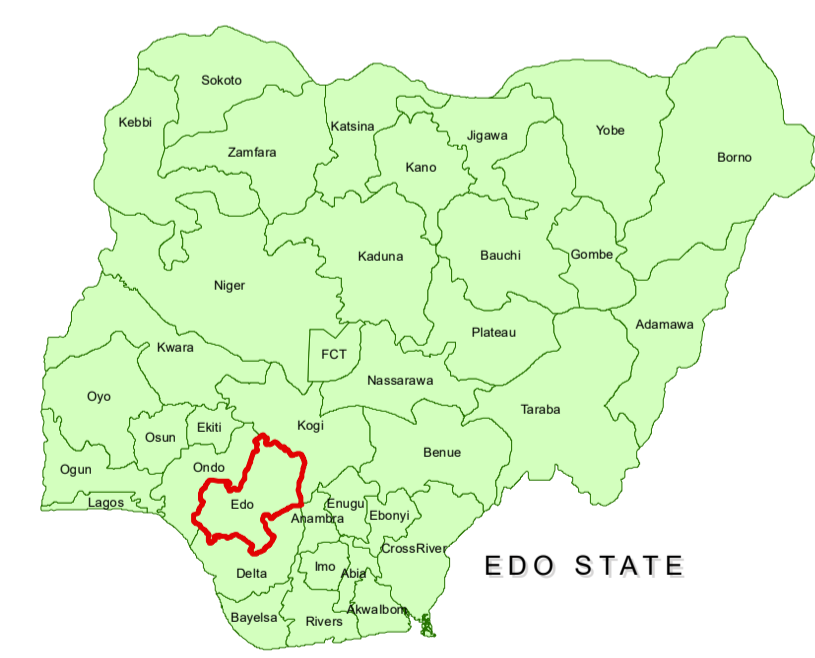 Sokoto
Kebbi
Katsina
Jigawa
Yobe
Zamfara
Borno
Kano
Kaduna
Bauchi
Gombe
Niger
Adamawa
Plateau
Kwara
FCT
Nassarawa
Oyo
Taraba
Kogi
Ekiti
Osun
Benue
Ogun
Ondo
Lagos
Edo
Enugu
Ebonyi
Anambra
CrossRiver
EDO STATE
Imo
Abia
Delta
AkwaIbom
Bayelsa
Rivers